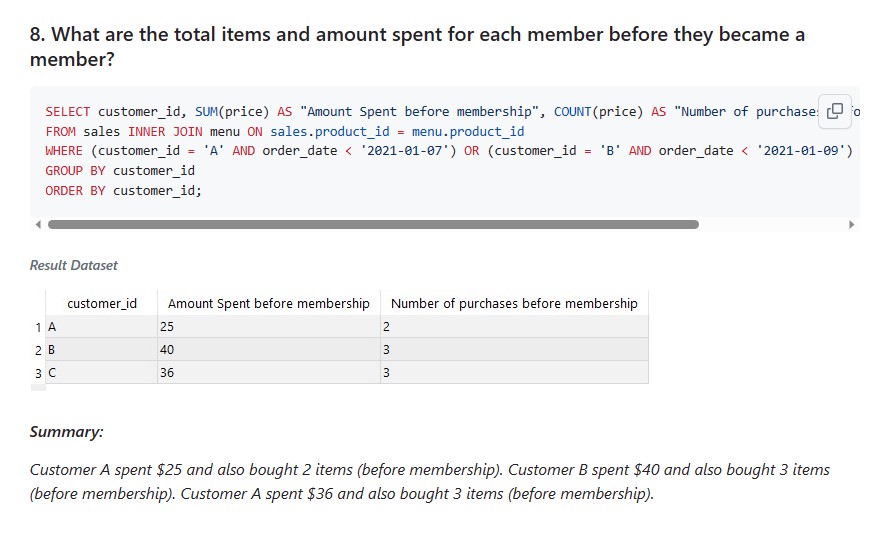 8. What are the total items and amount spent for each member before they became a
member?
SELECT customer_id, SUM(price) AS "Amount Spent before membership", COUNT(price) AS "Number of purchases
FROM sales INNER JOIN menu ON sales.product_id = menu.product_id
WHERE (customer_id = 'A' AND order_date < '2021-01-07') OR (customer_id = 'B' AND order_date < '2021-01-09')
GROUP BY customer_id
ORDER BY customer_id;
Result Dataset
customer_id Amount Spent before membership Number of purchases before membership
1 A 25 2
2 B 40 3
3 C 36 3
Summary:
Customer A spent $25 and also bought 2 items (before membership). Customer B spent $40 and also bought 3 items
(before membership). Customer A spent $36 and also bought 3 items (before membership).